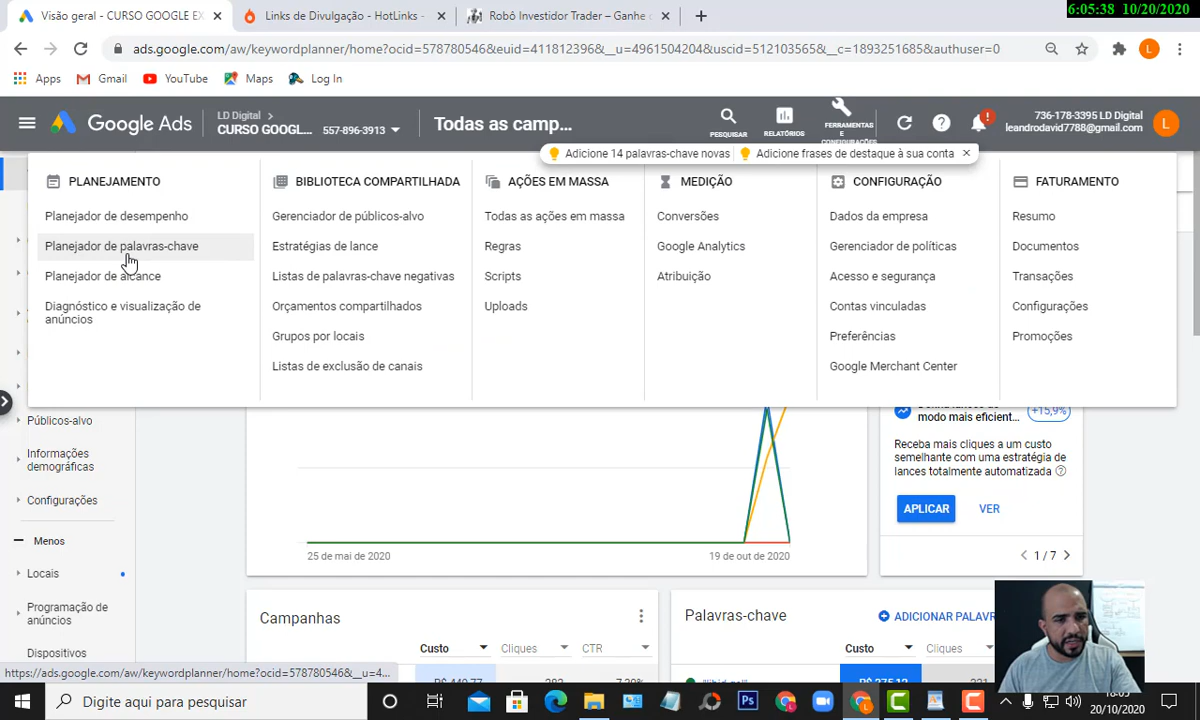 Visão geral - CURSO GOOGLE EX
Links de Divulgação - HotLinks -
Robô Investidor Trader – Ganhe
6:05:38 10/20/2020
ads.google.com/aw/keywordplanner/home?ocid=578780546&euid=411812396&__u=4961504204&uscid=512103565&__c=1893251685&authuser=0
L
Apps
Gmail
YouTube
Maps
Log In
Google Ads
LD Digital >
CURSO GOOGL...
557-896-3913
Todas as camp...
PESQUISAR
RELATÓRIOS
FERRAMENTAS
E
CONFIGURAÇÕES
736-178-3395 LD Digital
leandrodavid7788@gmail.com
L
Adicione 14 palavras-chave novas
Adicione frases de destaque à sua conta
PLANEJAMENTO
Planejador de desempenho
Planejador de palavras-chave
Planejador de alcance
Diagnóstico e visualização de
anúncios
BIBLIOTECA COMPARTILHADA
Gerenciador de públicos-alvo
Estratégias de lance
Listas de palavras-chave negativas
Orçamentos compartilhados
Grupos por locais
Listas de exclusão de canais
AÇÕES EM MASSA
Todas as ações em massa
Regras
Scripts
Uploads
MEDIÇÃO
Conversões
Google Analytics
Atribuição
CONFIGURAÇÃO
Dados da empresa
Gerenciador de políticas
Acesso e segurança
Contas vinculadas
Preferências
Google Merchant Center
FATURAMENTO
Resumo
Documentos
Transações
Configurações
Promoções
Públicos-alvo
Informações
demográficas
Configurações
Menos
Locais
Programação de
anúncios
Dispositivos
25 de mai de 2020
19 de out de 2020
modo mais eficient...
+15,9%
Receba mais cliques a um custo
semelhante com uma estratégia de
lances totalmente automatizada
APLICAR
VER
1 / 7
Campanhas
Custo
Cliques
CTR
Palavras-chave
ADICIONAR PALAV
Custo
Cliques
https://ads.google.com/aw/keywordplanner/home?ocid=578780546&__u=4...
Digite aqui para pesquisar
Ps
20/10/2020